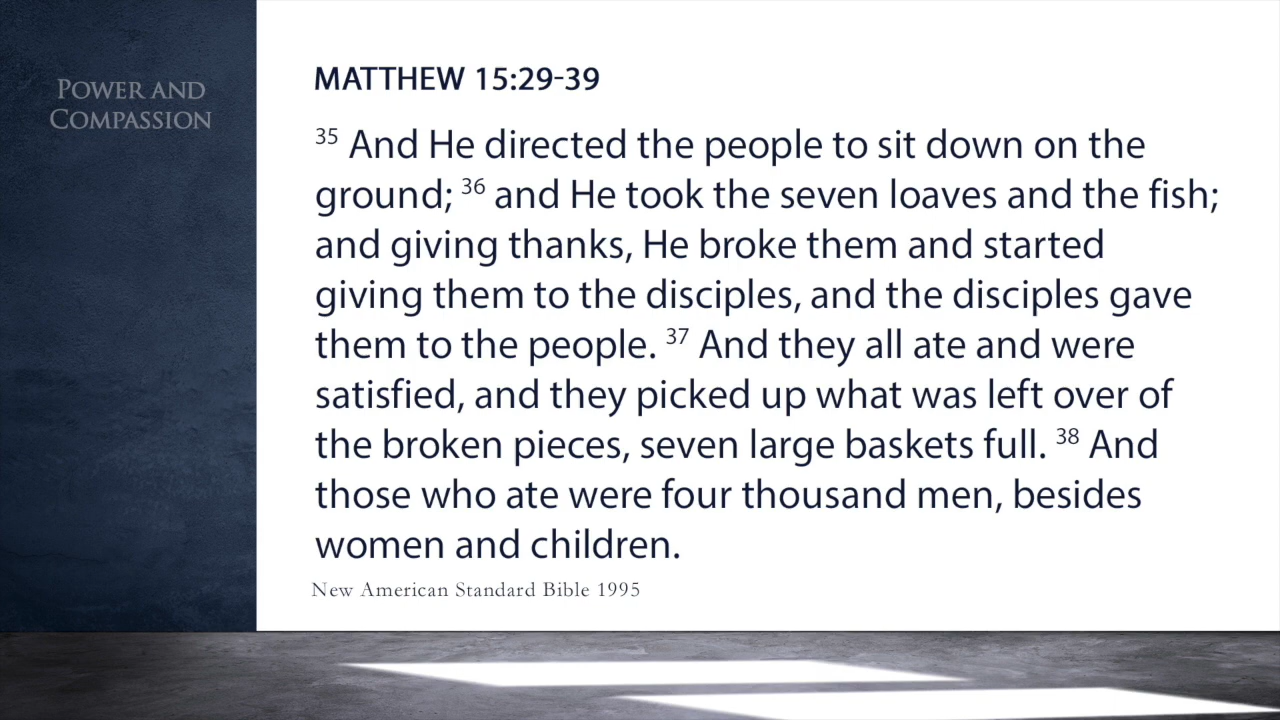 POWER AND
COMPASSION
MATTHEW 15:29-39
35 And He directed the people to sit down on the
ground; 36 and He took the seven loaves and the fish;
and giving thanks, He broke them and started
giving them to the disciples, and the disciples gave
them to the people. 37 And they all ate and were
satisfied, and they picked up what was left over of
the broken pieces, seven large baskets full. 38 And
those who ate were four thousand men, besides
women and children.
New American Standard Bible 1995